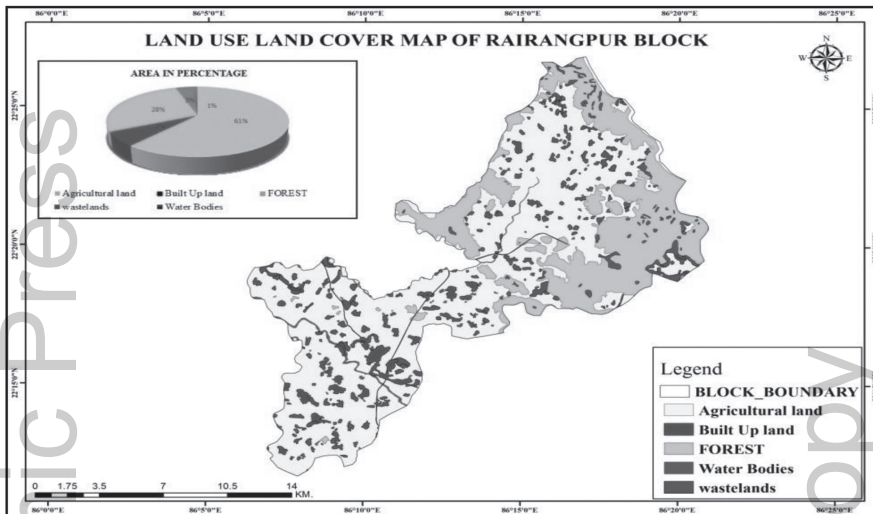 86°0'0"E 86°5'0"E 86°10'0"E 86°15'0"E 86°20'0"E 86°25'0"E
LAND USE LAND COVER MAP OF RAIRANGPUR BLOCK
N
W E
S
AREA IN PERCENTAGE
28%
1%
61%
Agricultural land Built Up land FOREST
wastelands Water Bodies
22°25'0"N
22°20'0"N
22°15'0"N
Legend
BLOCK_BOUNDARY
Agricultural land
Built Up land
FOREST
Water Bodies
wastelands
0 1.75 3.5 7 10.5 14
KM.
86°0'0"E 86°5'0"E 86°10'0"E 86°15'0"E 86°20'0"E 86°25'0"E
ic Press
opy